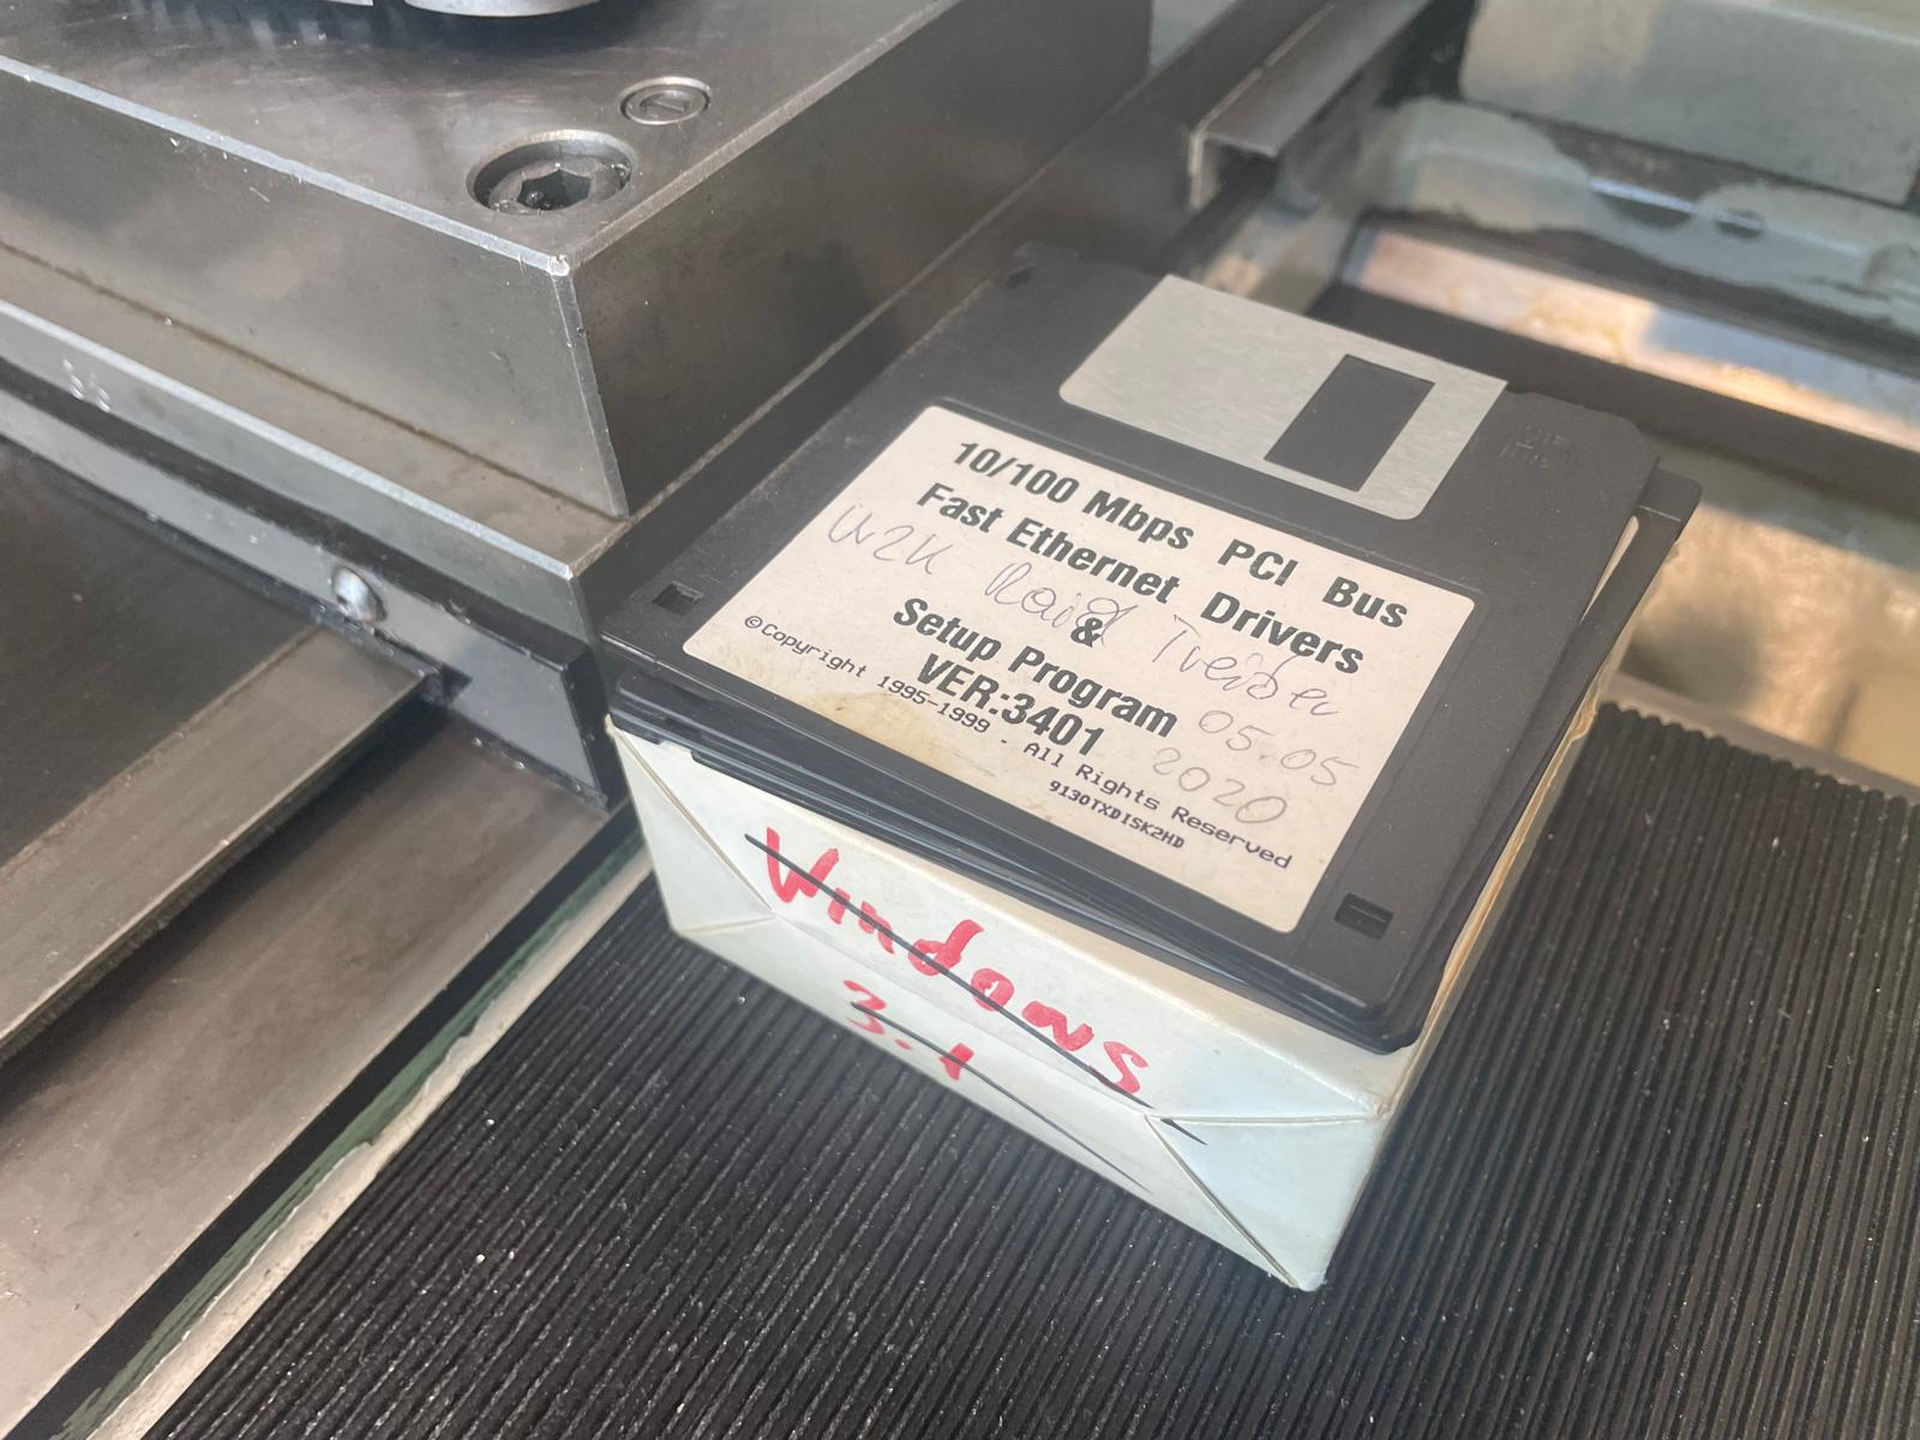 10/100 Mbps PCI Bus
Fast Ethernet Drivers
W2K Raid Treiber
&
Setup Program
05.05
VER:3401
2020
©Copyright 1995-1999 · All Rights Reserved
9130TXDISK2HD
Windows
3.1